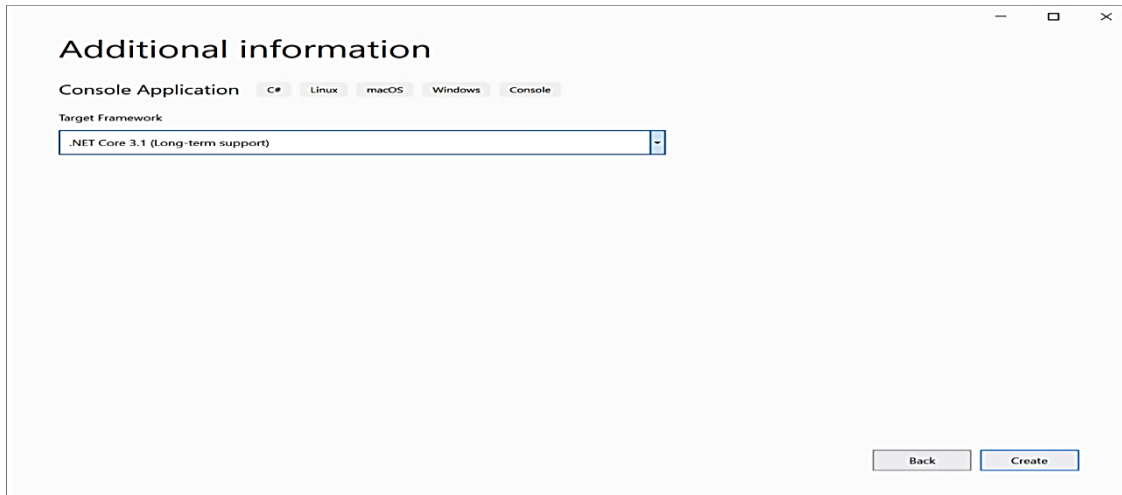 Additional information
Console Application C# Linux macOS Windows Console
Target Framework
.NET Core 3.1 (Long-term support)
Back Create